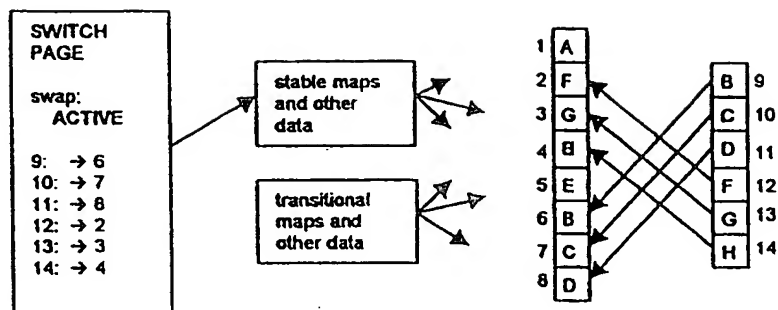 SWITCH
PAGE
swap:
ACTIVE
9: → 6
10: → 7
11: → 8
12: → 2
13: → 3
14: → 4
stable maps
and other
data
transitional
maps and
other data
1 A
2 F
3 G
4
5 E
6 B
7 C
8 D
B 9
C 10
D 11
F 12
G 13
H 14